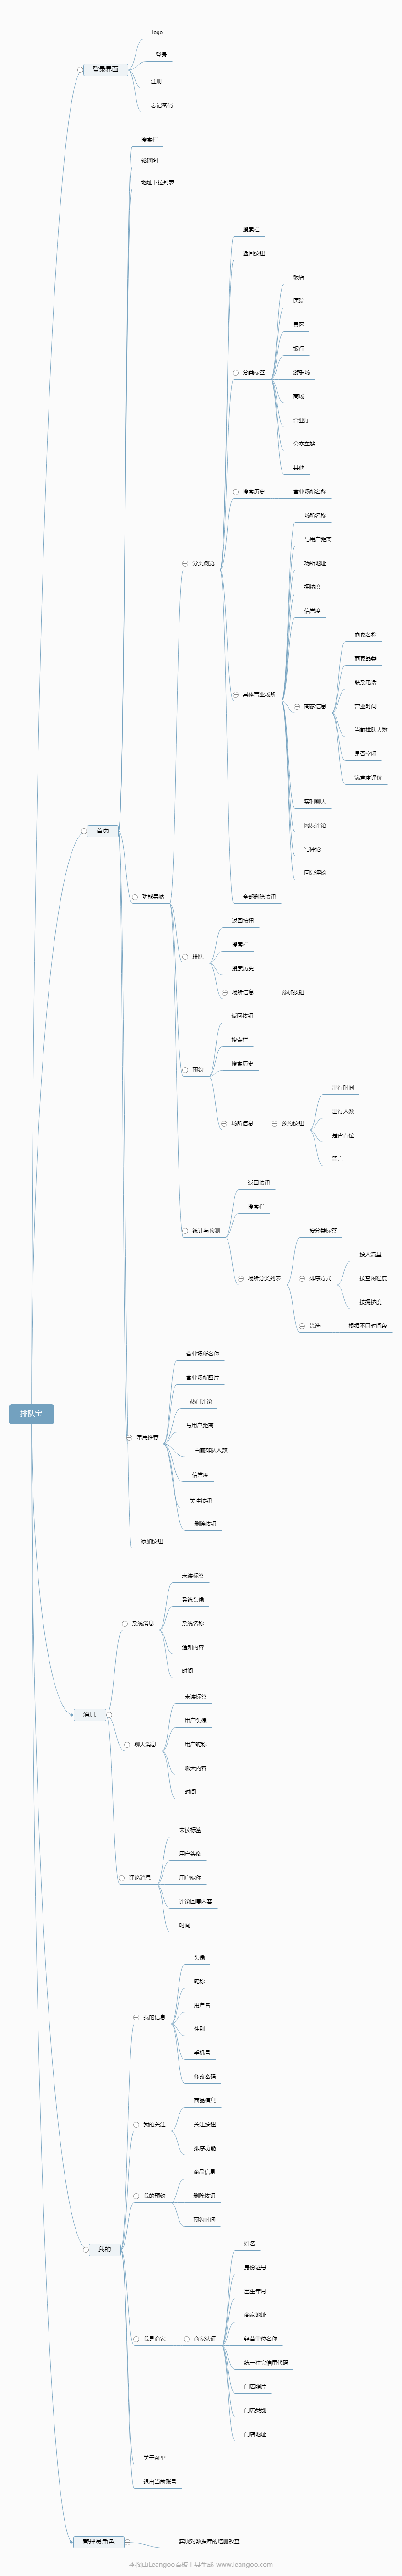 logo
登录
登录界面
注册
忘记密码
搜索栏
轮播图
地址下拉列表
搜索栏
返回按钮
饭店
医院
景区
银行
分类标签
游乐场
商场
营业厅
公交车站
其他
搜索历史
营业场所名称
场所名称
与用户距离
分类浏览
场所地址
拥挤度
信誉度
商家名称
商家品类
联系电话
具体营业场所
商家信息
营业时间
当前排队人数
是否空闲
满意度评价
实时聊天
网友评论
首页
写评论
回复评论
功能导航
全部删除按钮
返回按钮
搜索栏
排队
搜索历史
场所信息
添加按钮
返回按钮
搜索栏
搜索历史
预约
出行时间
出行人数
场所信息
预约按钮
是否点位
留言
返回按钮
搜索栏
统计与预测
按分类标签
按人流量
场所分类列表
排序方式
按空闲程度
按拥挤度
筛选
根据不同时间段
营业场所名称
营业场所图片
热门评论
排队宝
与用户距离
常用推荐
当前排队人数
信誉度
关注按钮
删除按钮
添加按钮
未读标签
系统头像
系统消息
系统名称
通知内容
时间
未读标签
消息
用户头像
聊天消息
用户昵称
聊天内容
时间
未读标签
用户头像
评论消息
用户昵称
评论回复内容
时间
头像
昵称
用户名
我的信息
性别
手机号
修改密码
商品信息
我的关注
关注按钮
排序功能
商品信息
我的预约
删除按钮
预约时间
姓名
我的
身份证号
出生年月
商家地址
我是商家
商家认证
经营单位名称
统一社会信用代码
门店照片
门店类别
门店地址
关于APP
退出当前账号
管理员角色
实现对数据库的增删改查
本图由Leangoo看板工具生成-www.leangoo.com